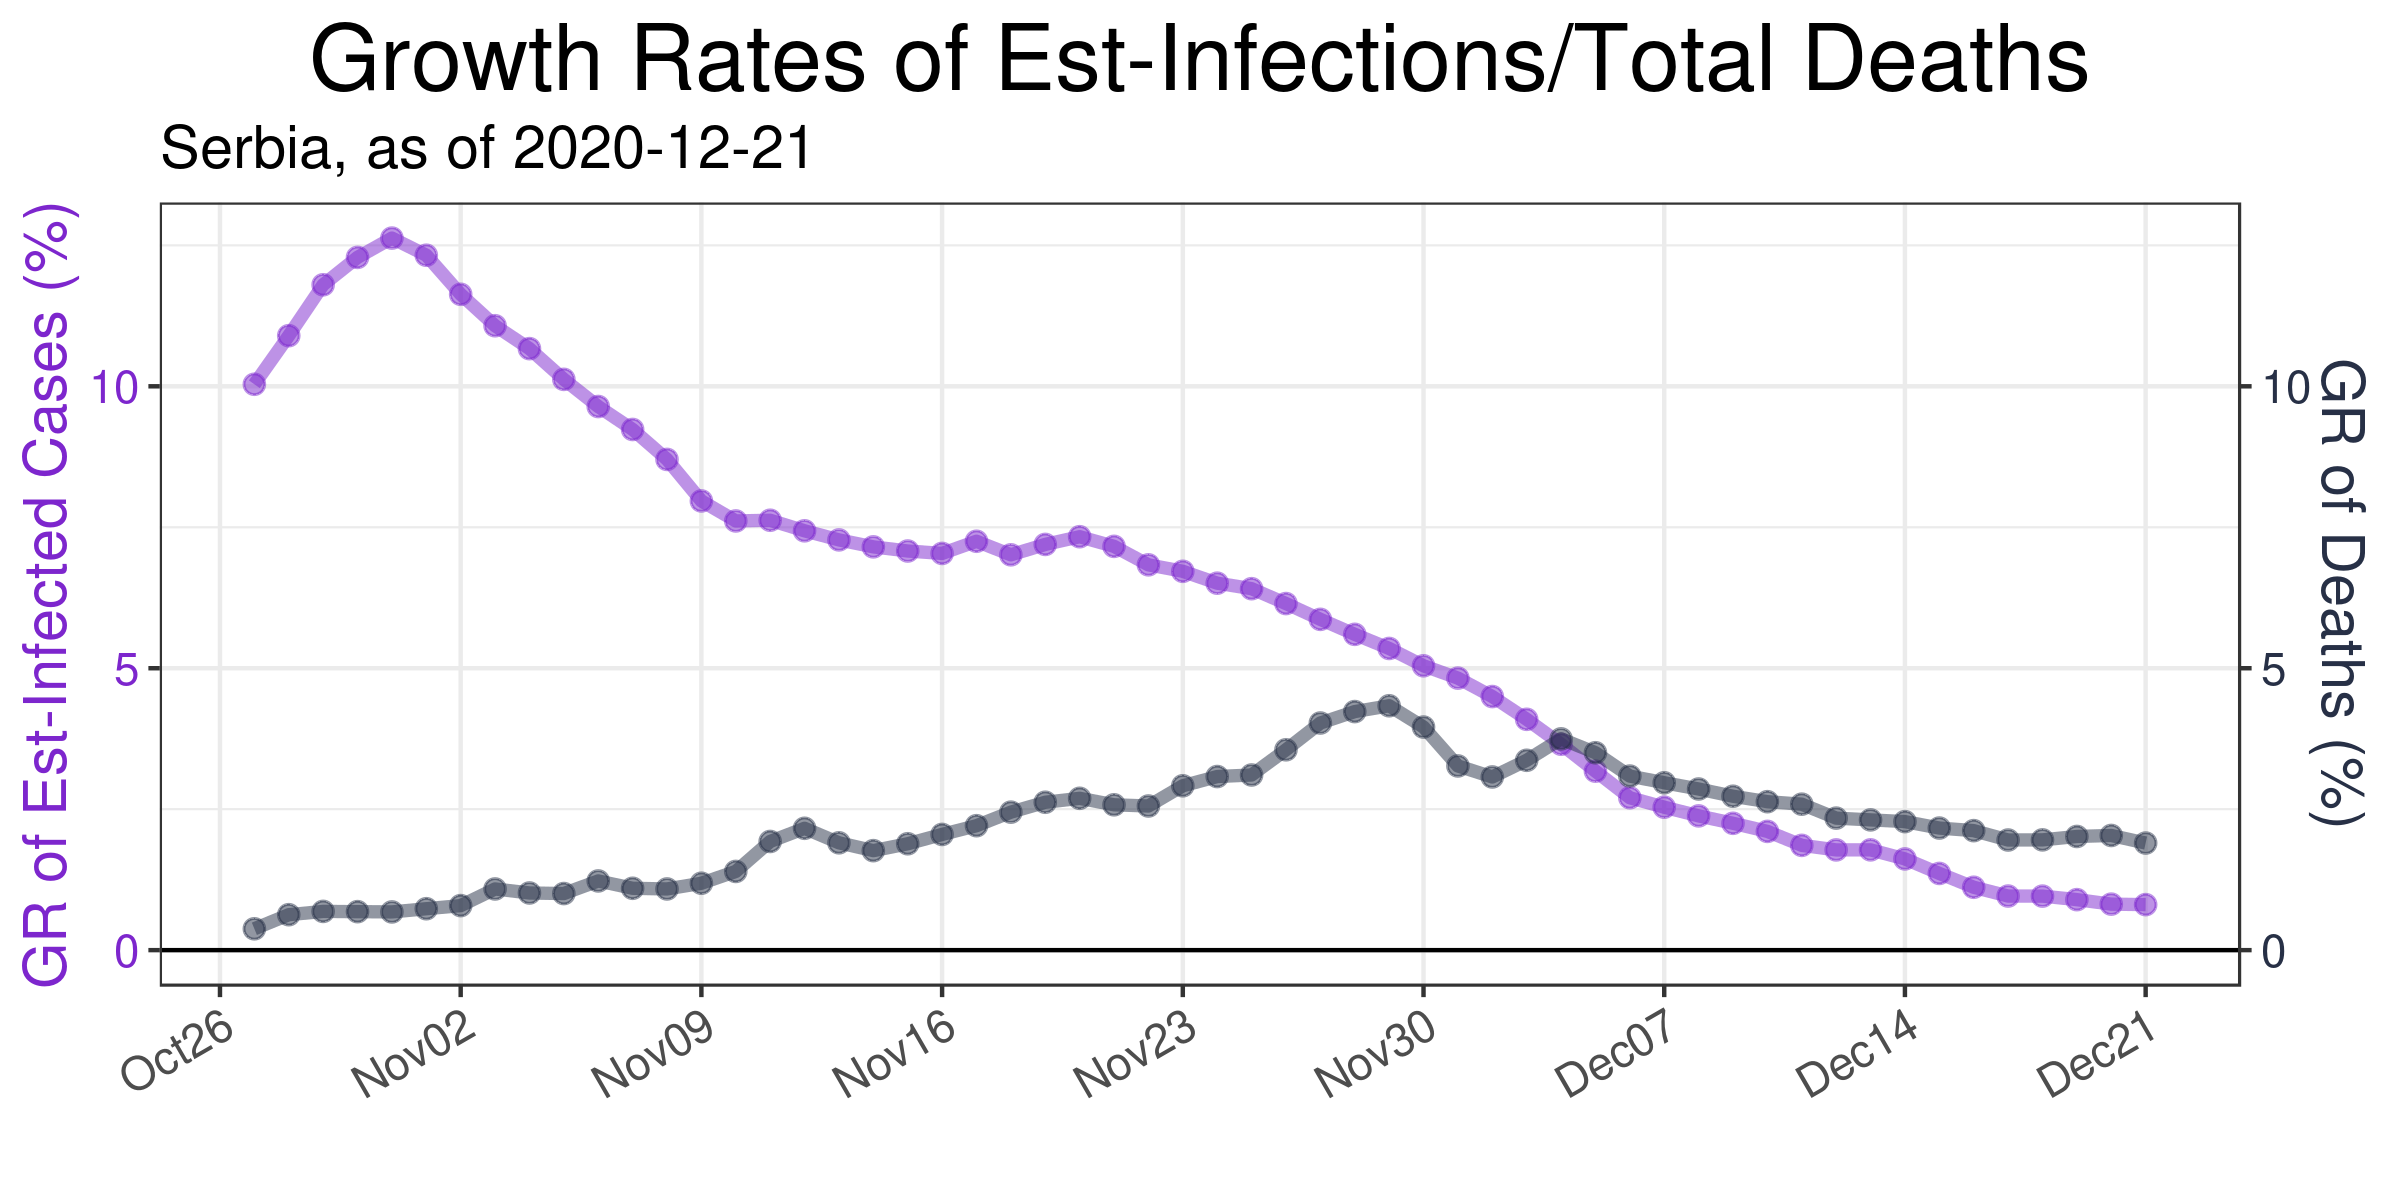 Growth Rates of Est-Infections/Total Deaths
Serbia, as of 2020-12-21
GR of Est-Infected Cases (%)
10
5
0
10
5
0
GR of Deaths (%)
Oct26
Nov02
Nov09
Nov16
Nov23
Nov30
Dec07
Dec14
Dec21